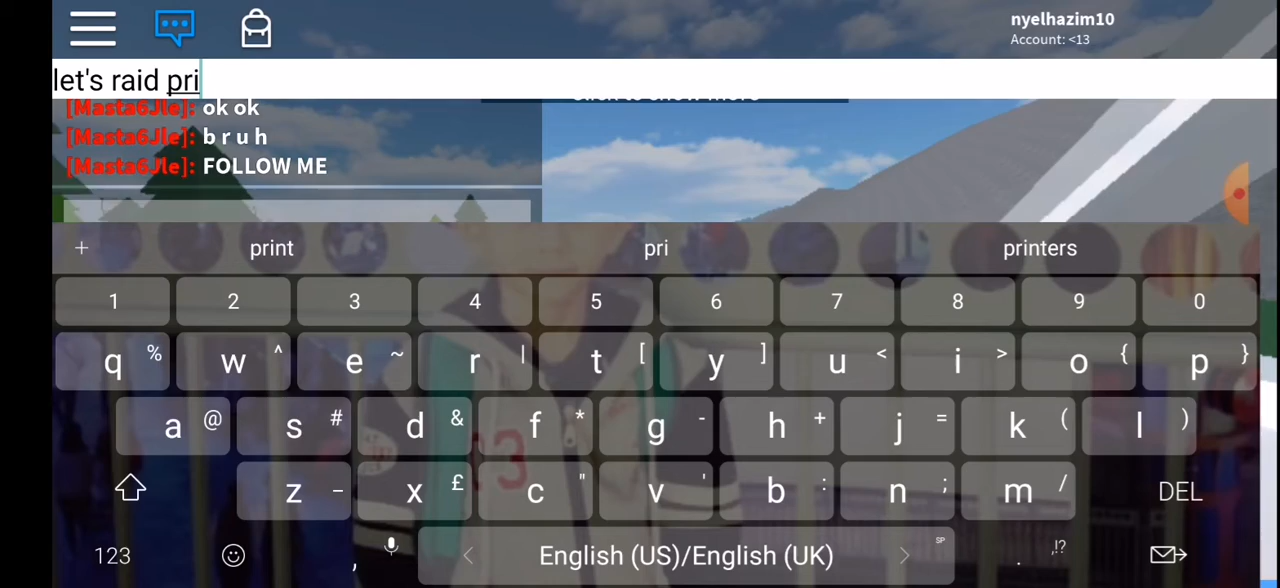 nyelhazim10
Account: <13
let's raid pri
[Masta6Jle]: ok ok
[Masta6Jle]: b r u h
[Masta6Jle]: FOLLOW ME
+ print pri printers
1 2 3 4 5 6 7 8 9 0
q % w ^ e ~ r | t [ y ] u < i > o { p }
a @ s # d & f * g - h + j = k ( l )
z _ x £ c " v ' b : n ; m / DEL
123 , < English (US)/English (UK) > SP . ,!?